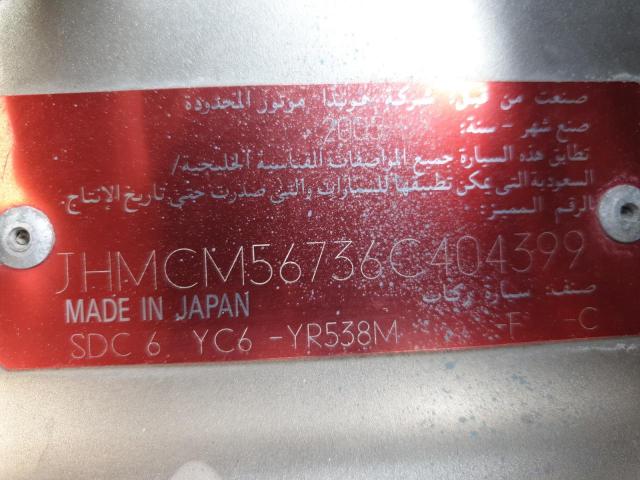 صنعت من قبل: شركة هوندا موتور المحدودة
صنع شهر - سنة:
تطابق هذه السيارة جميع المواصفات القياسية الخليجية/
السعودية التي يمكن تطبيقها للسيارات والتي صدرت حتى تاريخ الإنتاج.
الرقم المميز:
JHMCM56736C404399
صنف: سيارة ركاب
MADE IN JAPAN
SDC 6 YC6 -YR538M -F -C